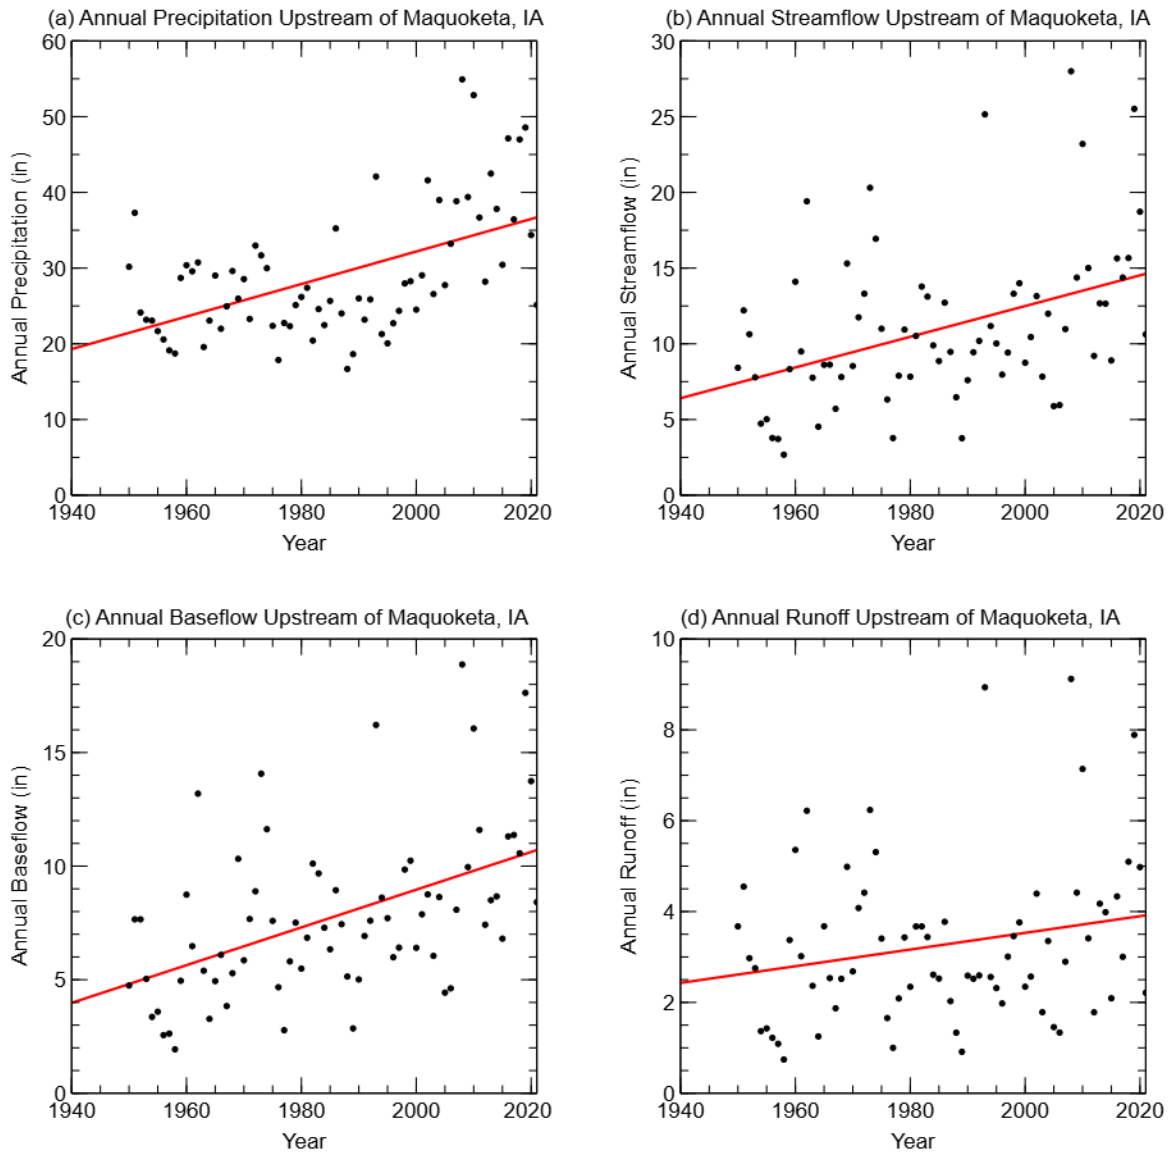 (a) Annual Precipitation Upstream of Maquoketa, IA
60
50
40
30
20
10
0
Annual Precipitation (in)
1940 1960 1980 2000 2020
Year
(b) Annual Streamflow Upstream of Maquoketa, IA
30
25
20
15
10
5
0
Annual Streamflow (in)
1940 1960 1980 2000 2020
Year
(c) Annual Baseflow Upstream of Maquoketa, IA
20
15
10
5
0
Annual Baseflow (in)
1940 1960 1980 2000 2020
Year
(d) Annual Runoff Upstream of Maquoketa, IA
10
8
6
4
2
0
Annual Runoff (in)
1940 1960 1980 2000 2020
Year